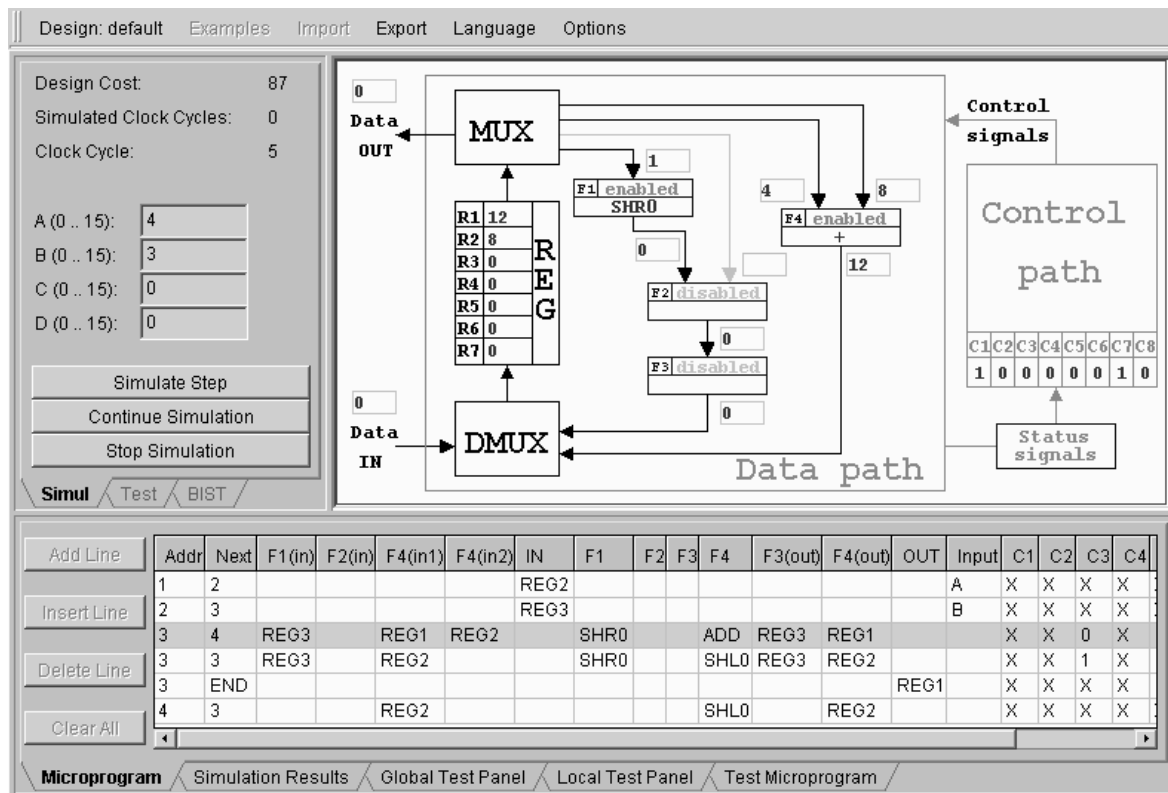 Design: default Examples Import Export Language Options
Design Cost: 87
Simulated Clock Cycles: 0
Clock Cycle: 5
A (0 .. 15): 4
B (0 .. 15): 3
C (0 .. 15): 0
D (0 .. 15): 0
Simulate Step
Continue Simulation
Stop Simulation
Simul Test BIST
0
Data
OUT
MUX
1
F1 enabled
SHR0
0
4 8
F4 enabled
+
12
R1 12
R2 8
R3 0
R4 0
R5 0
R6 0
R7 0
REG
F2 disabled
0
F3 disabled
0
0
Data
IN
DMUX
Data path
Control
signals
Control
path
C1 C2 C3 C4 C5 C6 C7 C8
1 0 0 0 0 0 1 0
Status
signals
Add Line
Insert Line
Delete Line
Clear All
Addr Next F1(in) F2(in) F4(in1) F4(in2) IN F1 F2 F3 F4 F3(out) F4(out) OUT Input C1 C2 C3 C4
1 2 REG2 A X X X X
2 3 REG3 B X X X X
3 4 REG3 REG1 REG2 SHR0 ADD REG3 REG1 X X 0 X
3 3 REG3 REG2 SHR0 SHL0 REG3 REG2 X X 1 X
3 END REG1 X X X X
4 3 REG2 SHL0 REG2 X X X X
Microprogram Simulation Results Global Test Panel Local Test Panel Test Microprogram